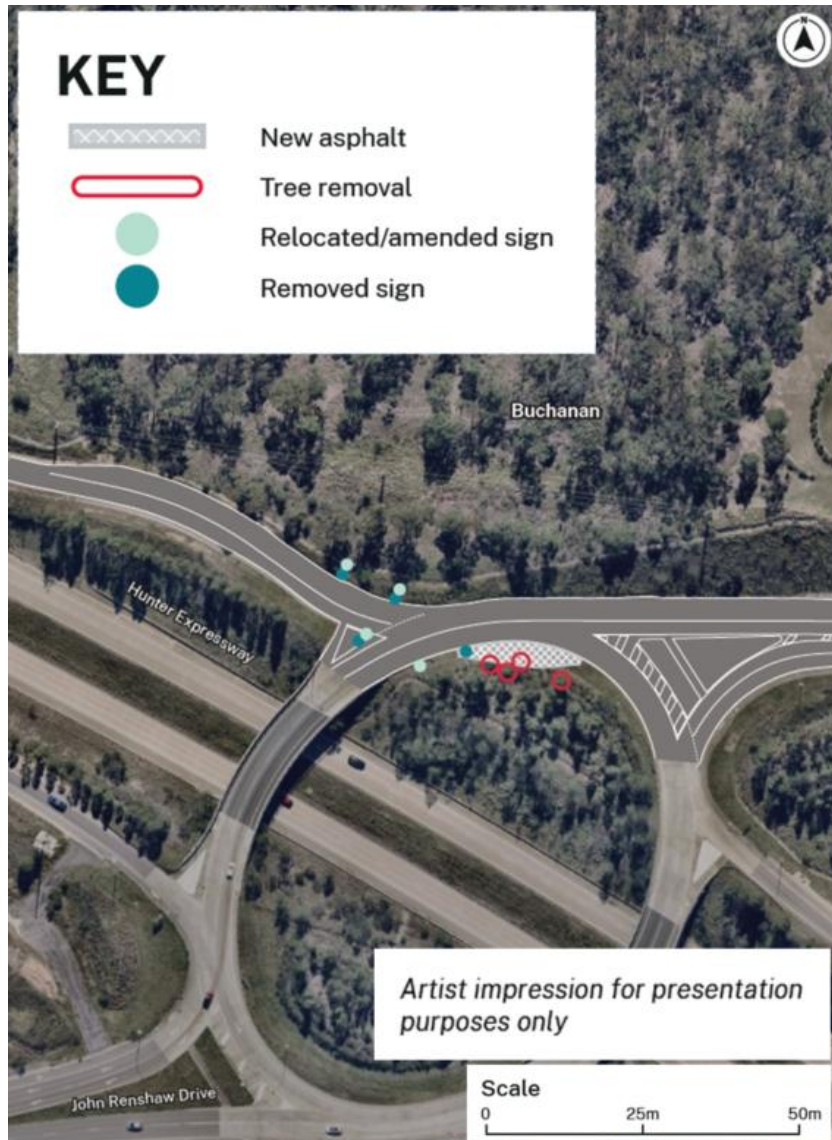 N
KEY
New asphalt
Tree removal
Relocated/amended sign
Removed sign
Buchanan
Hunter Expressway
Artist impression for presentation
purposes only
John Renshaw Drive
Scale
0 25m 50m